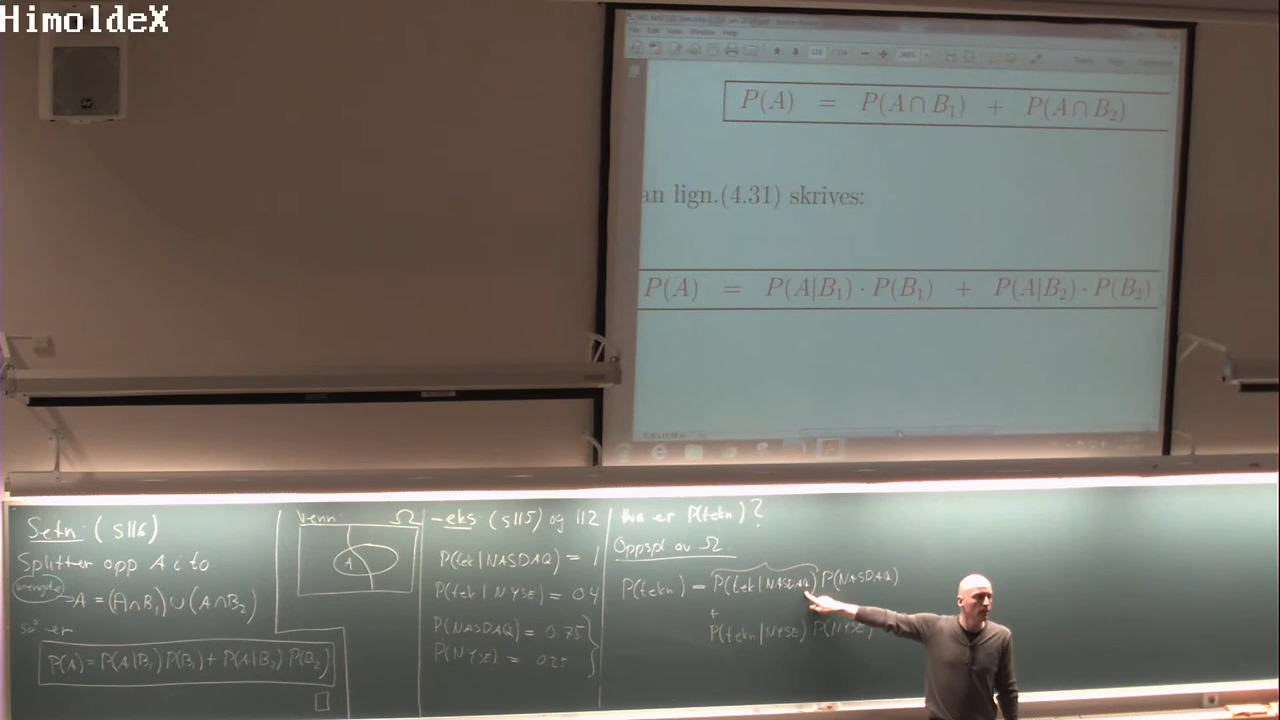 HimoldeX
P(A) = P(A∩B₁) + P(A∩B₂)
an lign.(4.31) skrives:
P(A) = P(A|B₁) · P(B₁) + P(A|B₂) · P(B₂)
Setn: (s116)
Splitter opp A i to
A = (A∩B₁) ∪ (A∩B₂)
så er
P(A) = P(A|B₁) P(B₁) + P(A|B₂) P(B₂)
Venn: Ω
A
-eks: (s115) og 112
P(tek|NASDAQ) = 1
P(tek|NYSE) = 0.4
P(NASDAQ) = 0.75
P(NYSE) = 0.25
Hva er P(tekn)?
Oppspl av Ω
P(tekn) = P(tek|NASDAQ) P(NASDAQ)
+
P(tekn|NYSE) P(NYSE)